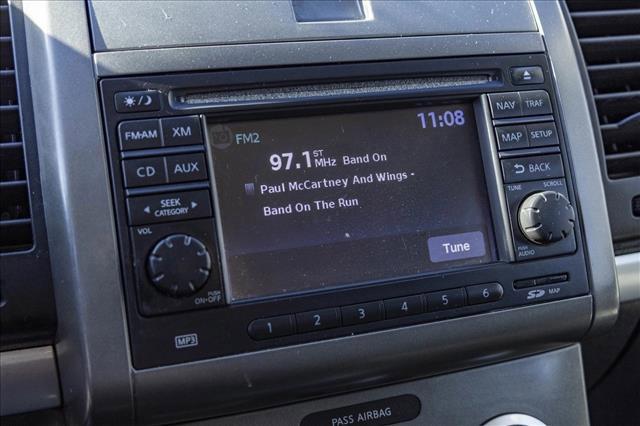 FM2
11:08
97.1 ST MHz Band On
Paul McCartney And Wings -
Band On The Run
Tune
FM•AM XM
CD AUX
SEEK
CATEGORY
VOL
PUSH
ON•OFF
MP3
1 2 3 4 5 6
NAV TRAF
MAP SETUP
BACK
TUNE SCROLL
PUSH
AUDIO
SD MAP
PASS AIRBAG